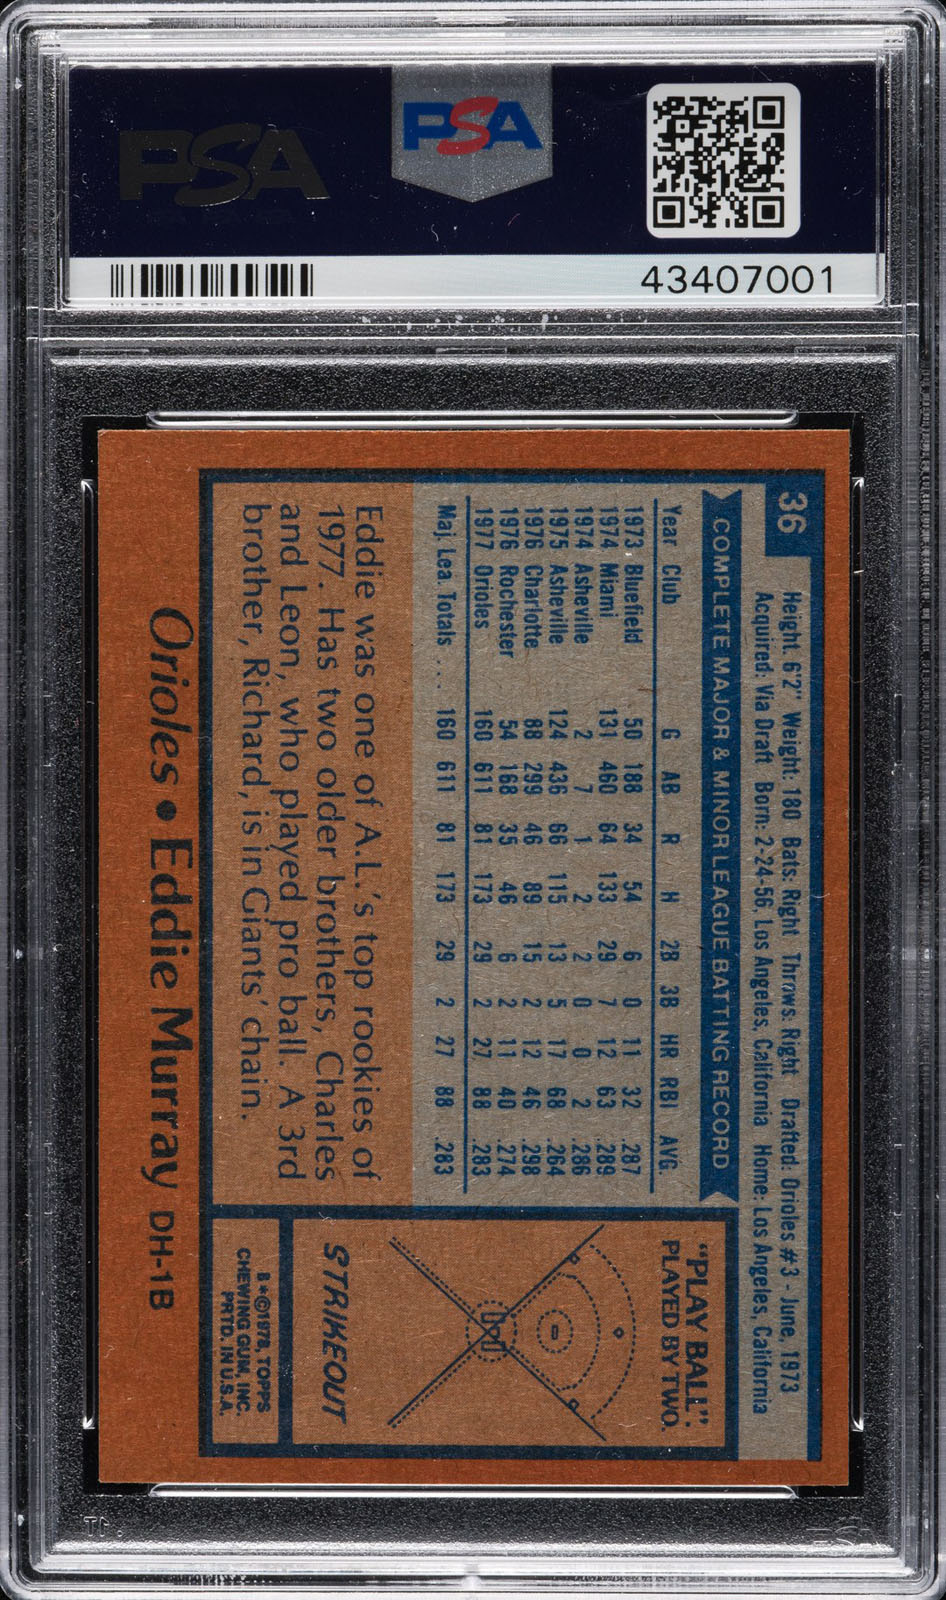 PSA
PSA
43407001
36
Height 6'2" Weight: 180 Bats: Right Throws: Right Drafted: Orioles #3 - June, 1973
Acquired: Via Draft Born: 2-24-56, Los Angeles, California Home: Los Angeles, California
COMPLETE MAJOR & MINOR LEAGUE BATTING RECORD
Year Club G AB R H 2B 3B HR RBI AVG.
1973 Bluefield 50 188 34 54 6 0 11 32 .287
1974 Miami 131 460 64 133 29 7 12 63 .289
1974 Asheville 2 7 1 2 2 0 0 2 .286
1975 Asheville 124 436 66 115 13 5 17 68 .264
1976 Charlotte 88 299 46 89 15 2 12 46 .298
1976 Rochester 54 168 35 46 6 2 11 40 .274
1977 Orioles 160 611 81 173 29 2 27 88 .283
Maj. Lea. Totals . . . 160 611 81 173 29 2 27 88 .283
Eddie was one of A.L.'s top rookies of
1977. Has two older brothers, Charles
and Leon, who played pro ball. A 3rd
brother, Richard, is in Giants' chain.
"PLAY BALL".
PLAYED BY TWO.
STRIKEOUT
B*©1978, TOPPS
CHEWING GUM, INC.
PRTD. IN U.S.A.
Orioles • Eddie Murray DH-1B